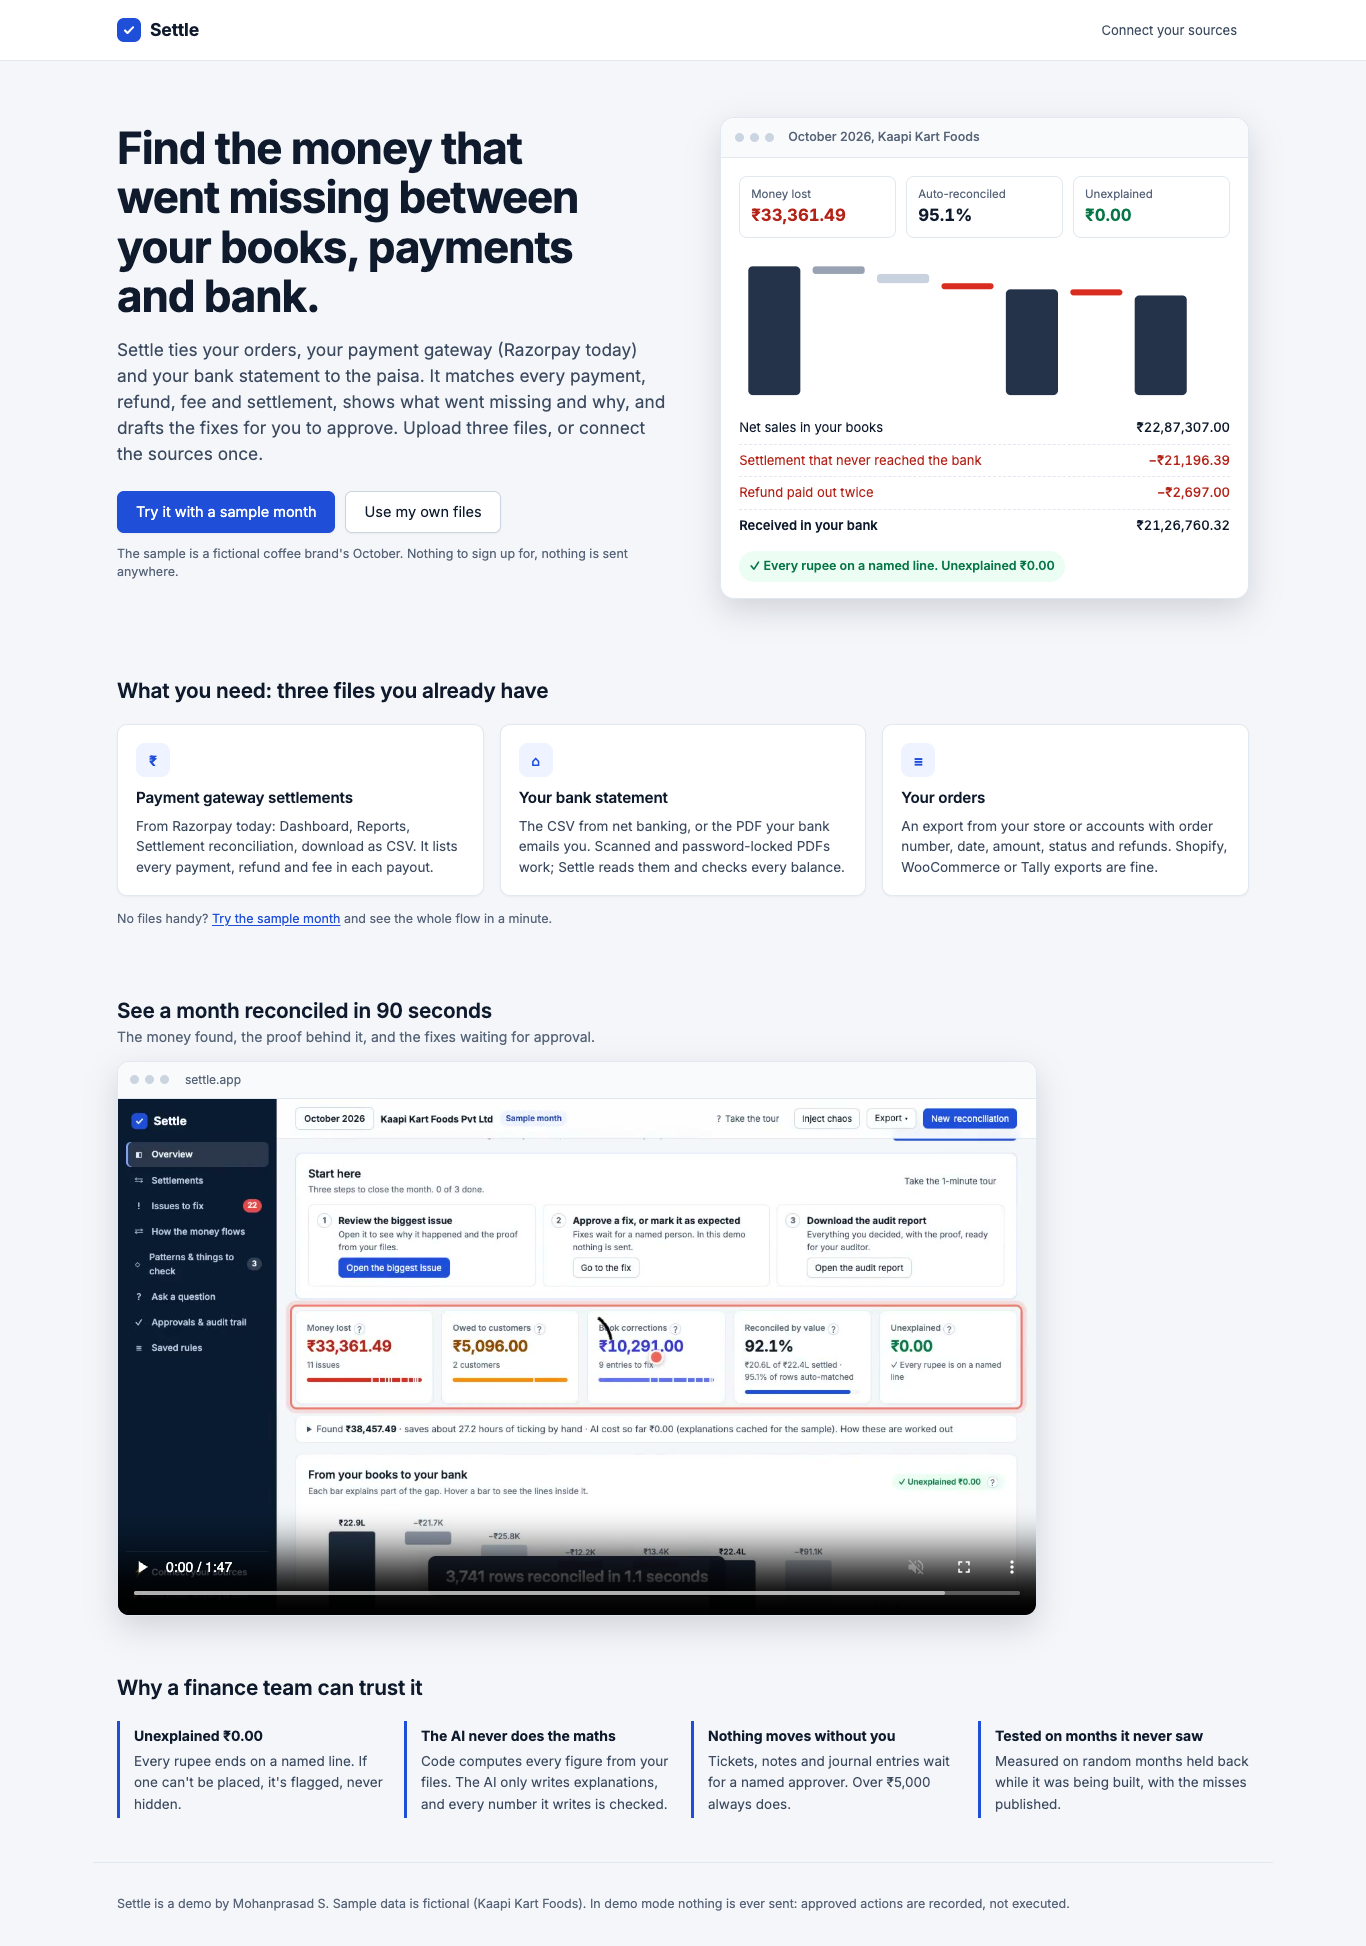 Settle
Connect your sources
Find the money that
went missing between
your books, payments
and bank.
Settle ties your orders, your payment gateway (Razorpay today)
and your bank statement to the paisa. It matches every payment,
refund, fee and settlement, shows what went missing and why, and
drafts the fixes for you to approve. Upload three files, or connect
the sources once.
Try it with a sample month
Use my own files
The sample is a fictional coffee brand's October. Nothing to sign up for, nothing is sent
anywhere.
October 2026, Kaapi Kart Foods
Money lost
₹33,361.49
Auto-reconciled
95.1%
Unexplained
₹0.00
Net sales in your books ₹22,87,307.00
Settlement that never reached the bank −₹21,196.39
Refund paid out twice −₹2,697.00
Received in your bank ₹21,26,760.32
✓ Every rupee on a named line. Unexplained ₹0.00
What you need: three files you already have
₹
Payment gateway settlements
From Razorpay today: Dashboard, Reports,
Settlement reconciliation, download as CSV. It lists
every payment, refund and fee in each payout.
Your bank statement
The CSV from net banking, or the PDF your bank
emails you. Scanned and password-locked PDFs
work; Settle reads them and checks every balance.
Your orders
An export from your store or accounts with order
number, date, amount, status and refunds. Shopify,
WooCommerce or Tally exports are fine.
No files handy? Try the sample month and see the whole flow in a minute.
See a month reconciled in 90 seconds
The money found, the proof behind it, and the fixes waiting for approval.
settle.app
Settle
Overview
Settlements
! Issues to fix 22
How the money flows
Patterns & things to
check 3
? Ask a question
✓ Approvals & audit trail
Saved rules
October 2026
Kaapi Kart Foods Pvt Ltd
Sample month
? Take the tour
Inject chaos
Export
New reconciliation
Start here
Three steps to close the month. 0 of 3 done.
Take the 1-minute tour
1 Review the biggest issue
Open it to see why it happened and the proof
from your files.
Open the biggest issue
2 Approve a fix, or mark it as expected
Fixes wait for a named person. In this demo
nothing is sent.
Go to the fix
3 Download the audit report
Everything you decided, with the proof, ready
for your auditor.
Open the audit report
Money lost ?
₹33,361.49
11 issues
Owed to customers ?
₹5,096.00
2 customers
Book corrections ?
₹10,291.00
9 entries to fix
Reconciled by value ?
92.1%
₹20.6L of ₹22.4L settled ·
95.1% of rows auto-matched
Unexplained ?
₹0.00
✓ Every rupee is on a named
line
Found ₹38,457.49 · saves about 27.2 hours of ticking by hand · AI cost so far ₹0.00 (explanations cached for the sample). How these are worked out
From your books to your bank
Each bar explains part of the gap. Hover a bar to see the lines inside it.
✓ Unexplained ₹0.00 ?
₹22.9L
−₹21.7K
−₹25.8K
−₹12.2K
₹13.4K
₹22.4L
−₹91.1K
Connect your sources
0:00 / 1:47
3,741 rows reconciled in 1.1 seconds
Why a finance team can trust it
Unexplained ₹0.00
Every rupee ends on a named line. If
one can't be placed, it's flagged, never
hidden.
The AI never does the maths
Code computes every figure from your
files. The AI only writes explanations,
and every number it writes is checked.
Nothing moves without you
Tickets, notes and journal entries wait
for a named approver. Over ₹5,000
always does.
Tested on months it never saw
Measured on random months held back
while it was being built, with the misses
published.
Settle is a demo by Mohanprasad S. Sample data is fictional (Kaapi Kart Foods). In demo mode nothing is ever sent: approved actions are recorded, not executed.